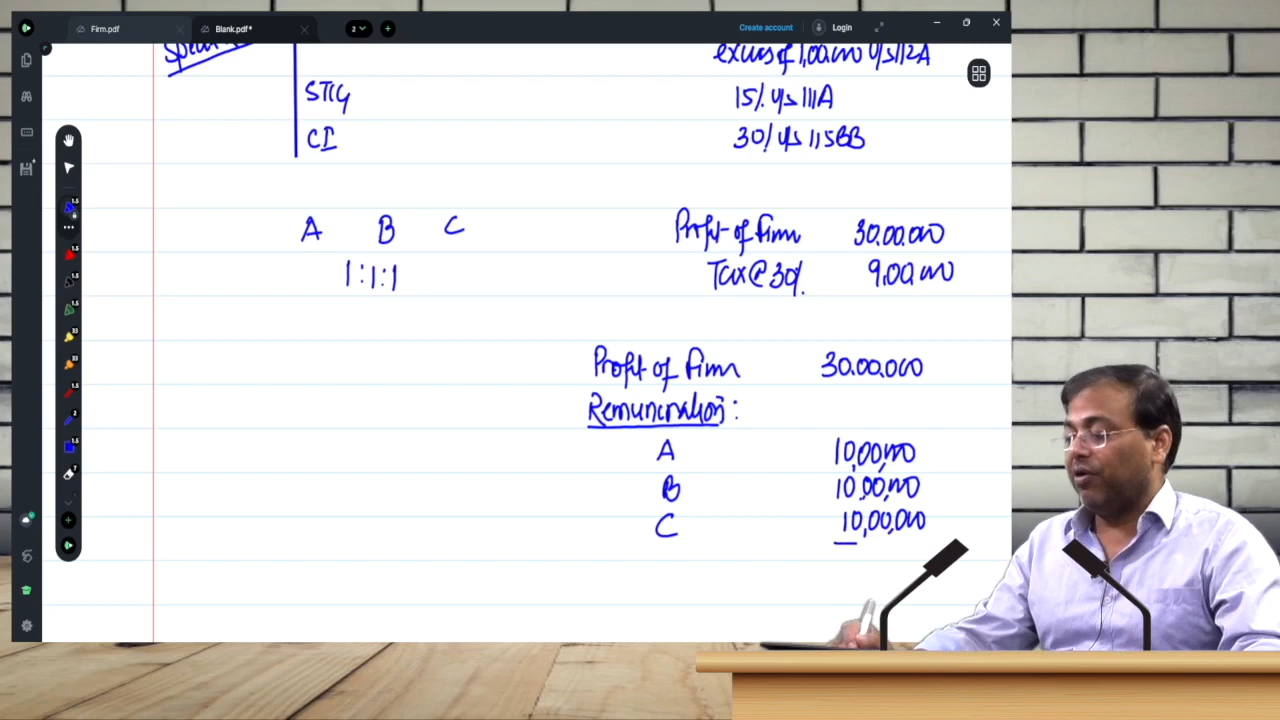 Firm.pdf
Blank.pdf*
2
Create account
Login
Special
excess of 1,00,000 u/s 112A
STCG
15% u/s 111A
CI
30% u/s 115BB
A B C
Profit of Firm 30,00,000
1:1:1
Tax @ 30% 9,00,000
Profit of Firm 30,00,000
Remuneration:
A 10,00,000
B 10,00,000
C 10,00,000